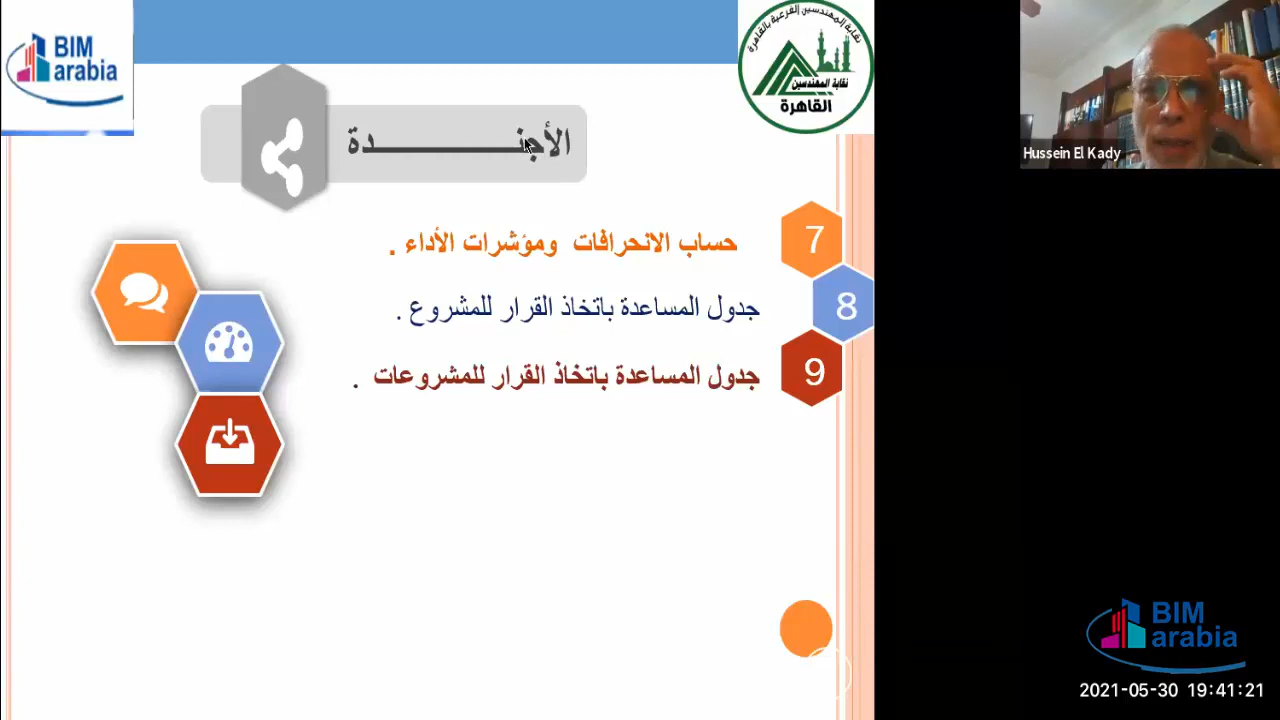 BIM
arabia
نقابة المهندسين الفرعية بالقاهرة
نقابة المهندسين
القاهرة
الأجنــــــــــــدة
7
حساب الانحرافات ومؤشرات الأداء .
8
جدول المساعدة باتخاذ القرار للمشروع .
9
جدول المساعدة باتخاذ القرار للمشروعات .
Hussein El Kady
BIM
arabia
2021-05-30 19:41:21